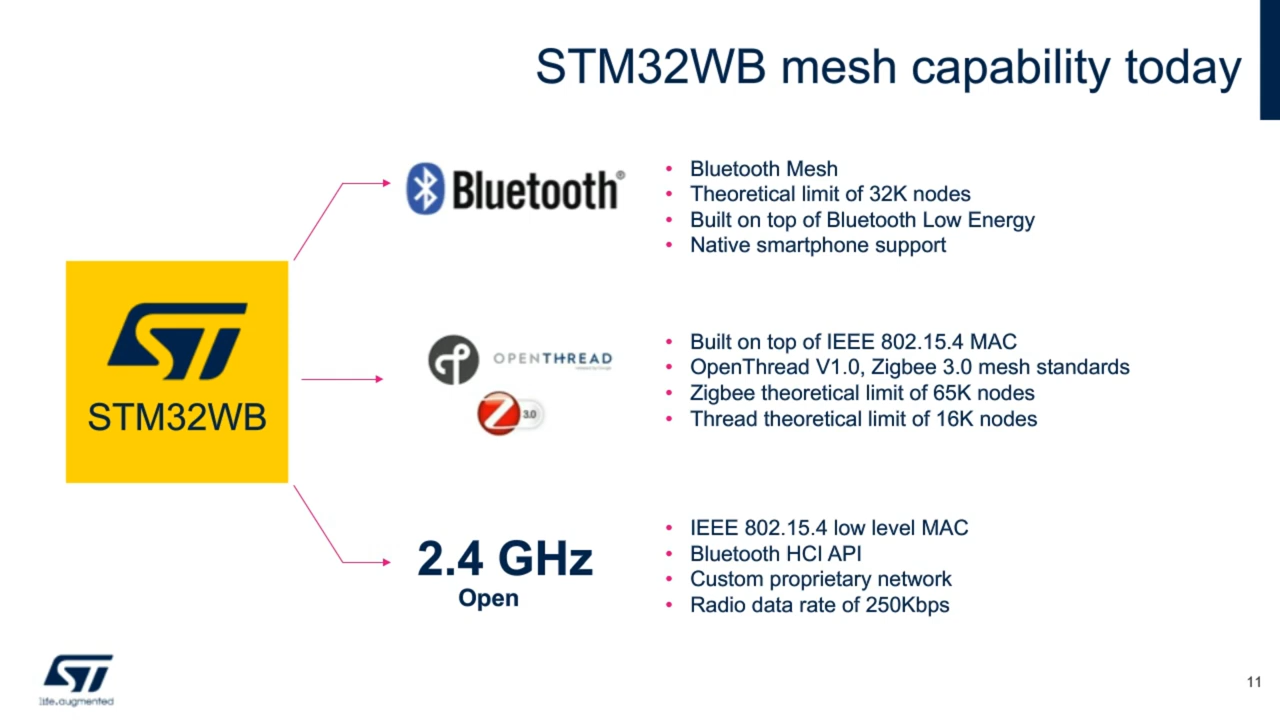 STM32WB mesh capability today
Bluetooth®
• Bluetooth Mesh
• Theoretical limit of 32K nodes
• Built on top of Bluetooth Low Energy
• Native smartphone support
ST
STM32WB
OPENTHREAD
3.0
• Built on top of IEEE 802.15.4 MAC
• OpenThread V1.0, Zigbee 3.0 mesh standards
• Zigbee theoretical limit of 65K nodes
• Thread theoretical limit of 16K nodes
2.4 GHz
Open
• IEEE 802.15.4 low level MAC
• Bluetooth HCI API
• Custom proprietary network
• Radio data rate of 250Kbps
ST
life.augmented
11